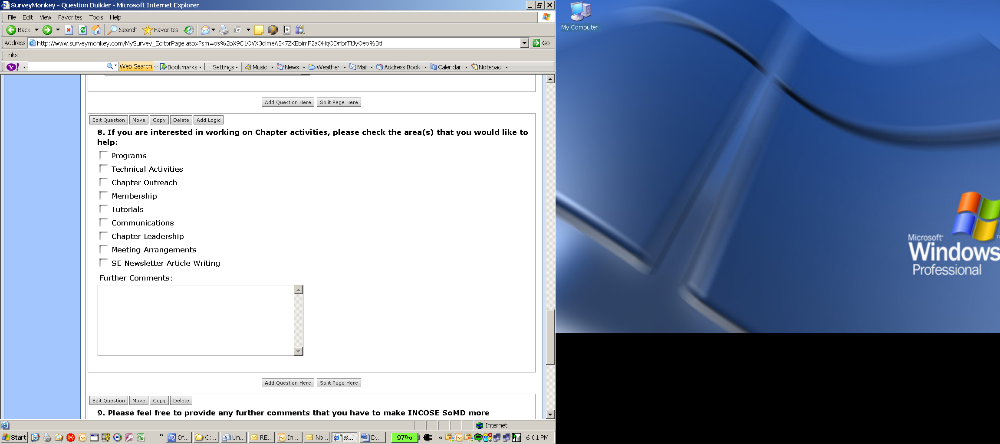 SurveyMonkey - Question Builder - Microsoft Internet Explorer
File Edit View Favorites Tools Help
Back Search Favorites
Address http://www.surveymonkey.com/MySurvey_EditorPage.aspx?sm=os%2bX9C1OVX3dlmeA3k7ZKEbimF2aOHqODnbrTfJyOeo%3d Go
Links
Y! Web Search Bookmarks Settings Music News Weather Mail Address Book Calendar Notepad
Add Question Here Split Page Here
Edit Question Move Copy Delete Add Logic
8. If you are interested in working on Chapter activities, please check the area(s) that you would like to
help:
Programs
Technical Activities
Chapter Outreach
Membership
Tutorials
Communications
Chapter Leadership
Meeting Arrangements
SE Newsletter Article Writing
Further Comments:
Add Question Here Split Page Here
Edit Question Move Copy Delete
9. Please feel free to provide any further comments that you have to make INCOSE SoMD more
Internet
Start » Of... C:... Un... RE... In... No... S... D... 97% « 6:01 PM
My Computer
Microsoft
Windows
Professional